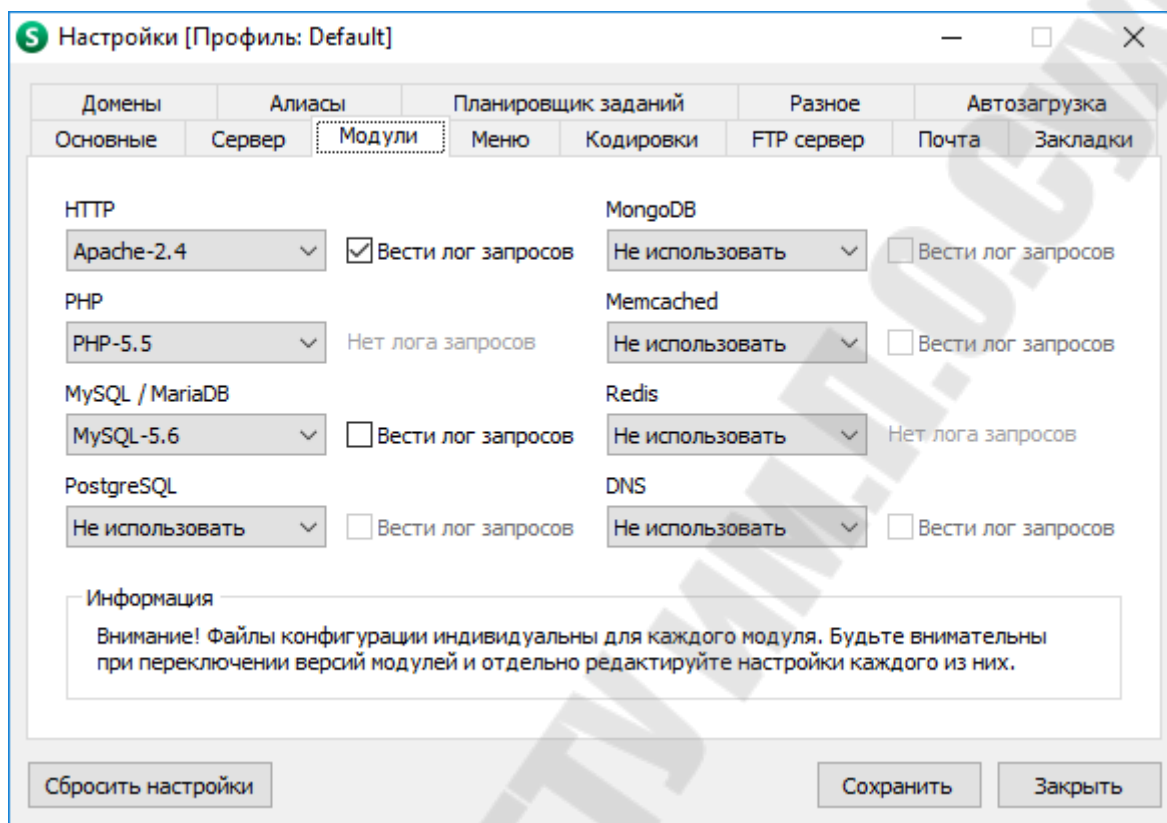 S Настройки [Профиль: Default]
Домены Алиасы Планировщик заданий Разное Автозагрузка
Основные Сервер Модули Меню Кодировки FTP сервер Почта Закладки
HTTP MongoDB
Apache-2.4 Вести лог запросов Не использовать Вести лог запросов
PHP Memcached
PHP-5.5 Нет лога запросов Не использовать Вести лог запросов
MySQL / MariaDB Redis
MySQL-5.6 Вести лог запросов Не использовать Нет лога запросов
PostgreSQL DNS
Не использовать Вести лог запросов Не использовать Вести лог запросов
Информация
Внимание! Файлы конфигурации индивидуальны для каждого модуля. Будьте внимательны
при переключении версий модулей и отдельно редактируйте настройки каждого из них.
Сбросить настройки Сохранить Закрыть
ТУ им.П.О.Сух